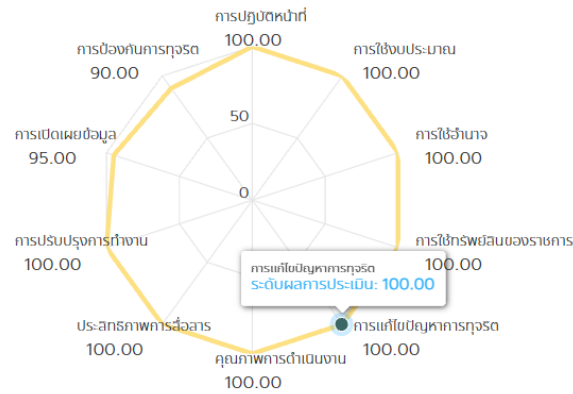 การปฏิบัติหน้าที่
100.00
การป้องกันการทุจริต
90.00
การใช้งบประมาณ
100.00
การเปิดเผยข้อมูล
95.00
50
การใช้อำนาจ
100.00
0
การปรับปรุงการทำงาน
100.00
การใช้ทรัพย์สินของราชการ
100.00
การแก้ไขปัญหาการทุจริต
ระดับผลการประเมิน: 100.00
ประสิทธิภาพการสื่อสาร
100.00
การแก้ไขปัญหาการทุจริต
100.00
คุณภาพการดำเนินงาน
100.00